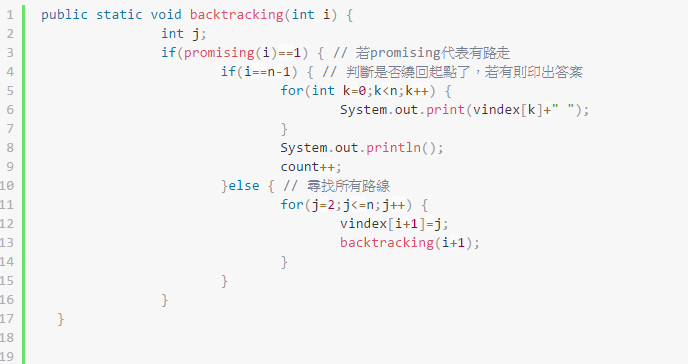 1 public static void backtracking(int i) {
2 int j;
3 if(promising(i)==1) { // 若promising代表有路走
4 if(i==n-1) { // 判斷是否繞回起點了，若有則印出答案
5 for(int k=0;k<n;k++) {
6 System.out.print(vindex[k]+" ");
7 }
8 System.out.println();
9 count++;
10 }else { // 尋找所有路線
11 for(j=2;j<=n;j++) {
12 vindex[i+1]=j;
13 backtracking(i+1);
14 }
15 }
16 }
17 }
18
19